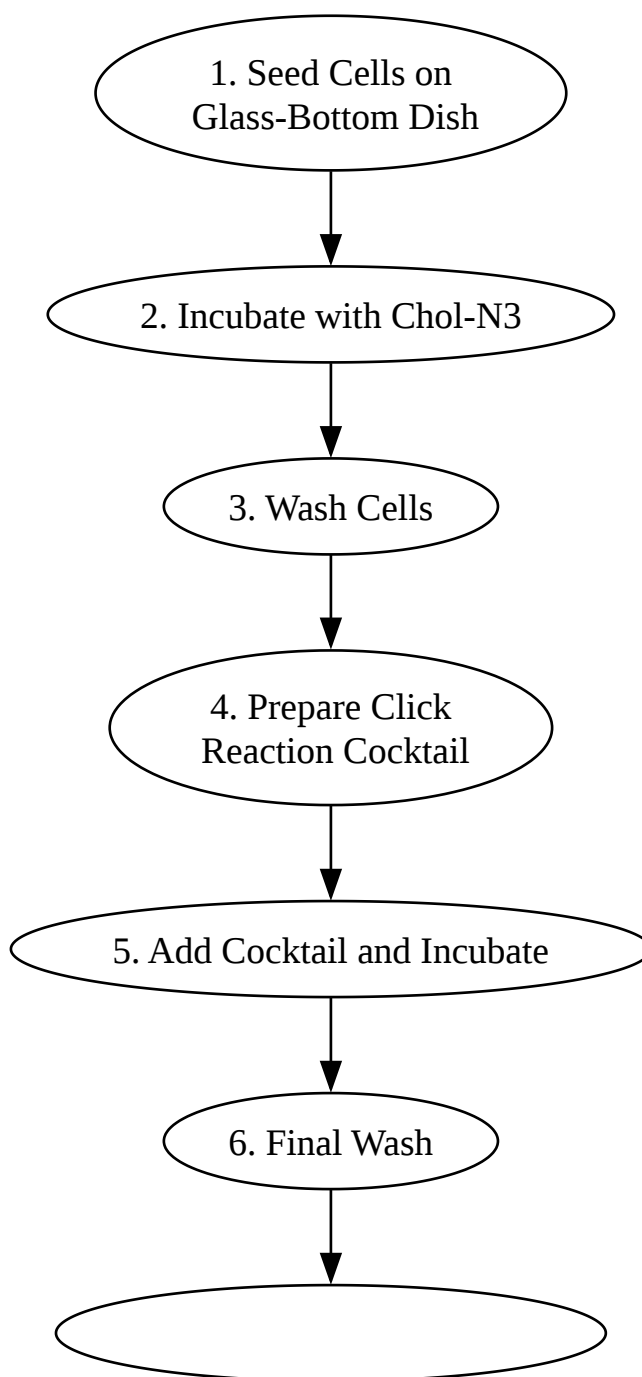 1. Seed Cells on
Glass-Bottom Dish
2. Incubate with Chol-N3
3. Wash Cells
4. Prepare Click
Reaction Cocktail
5. Add Cocktail and Incubate
6. Final Wash